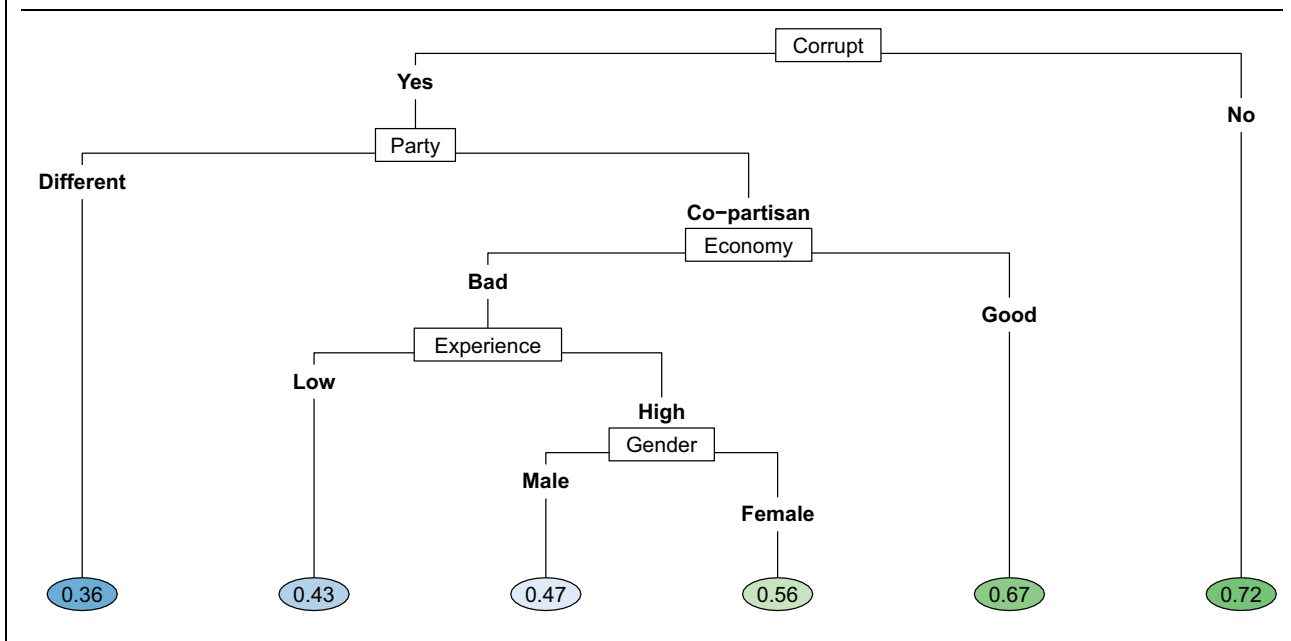 Corrupt
Yes
No
Party
Different
Co−partisan
Economy
Bad
Good
Experience
Low
High
Gender
Male
Female
0.36 0.43 0.47 0.56 0.67 0.72